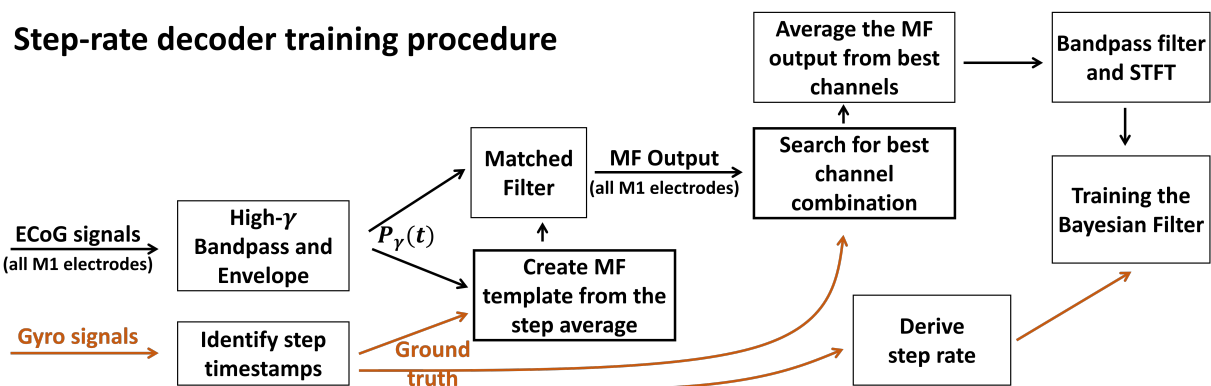 Step-rate decoder training procedure
ECoG signals
(all M1 electrodes)
High-γ
Bandpass and
Envelope
Pγ(t)
Matched
Filter
MF Output
(all M1 electrodes)
Create MF
template from the
step average
Search for best
channel
combination
Average the MF
output from best
channels
Bandpass filter
and STFT
Training the
Bayesian Filter
Gyro signals
Identify step
timestamps
Ground
truth
Derive
step rate